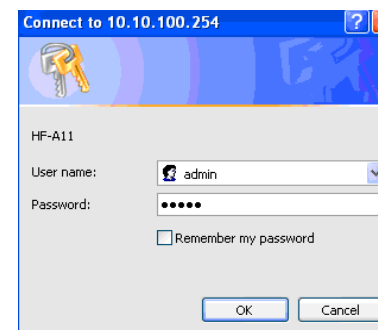 Connect to 10.10.100.254
?
HF-A11
User name:
admin
Password:
•••••
Remember my password
OK
Cancel